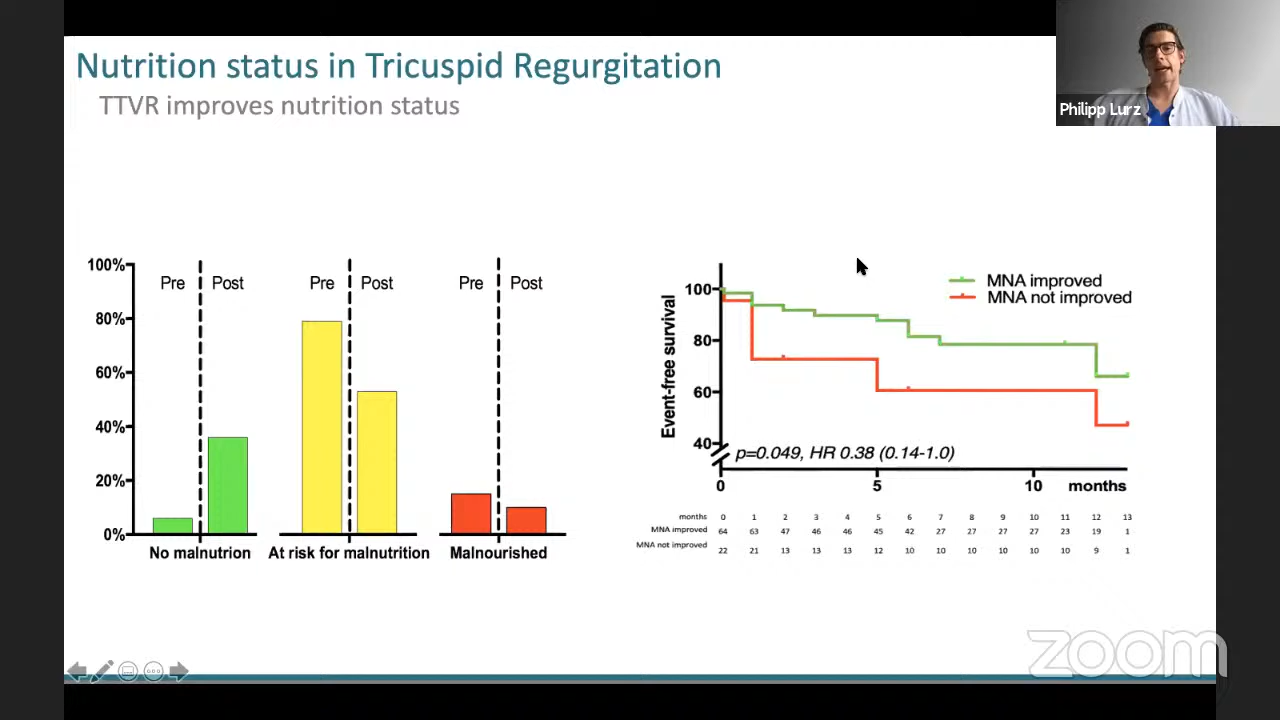 Nutrition status in Tricuspid Regurgitation
TTVR improves nutrition status
Philipp Lurz
100%
80%
60%
40%
20%
0%
Pre Post
Pre Post
Pre Post
No malnutrion At risk for malnutrition Malnourished
Event-free survival
100
80
60
40
MNA improved
MNA not improved
p=0.049, HR 0.38 (0.14-1.0)
0 5 10 months
months 0 1 2 3 4 5 6 7 8 9 10 11 12 13
MNA improved 64 63 47 46 46 45 42 27 27 27 27 23 19 1
MNA not improved 22 21 13 13 13 12 10 10 10 10 10 10 9 1
zoom